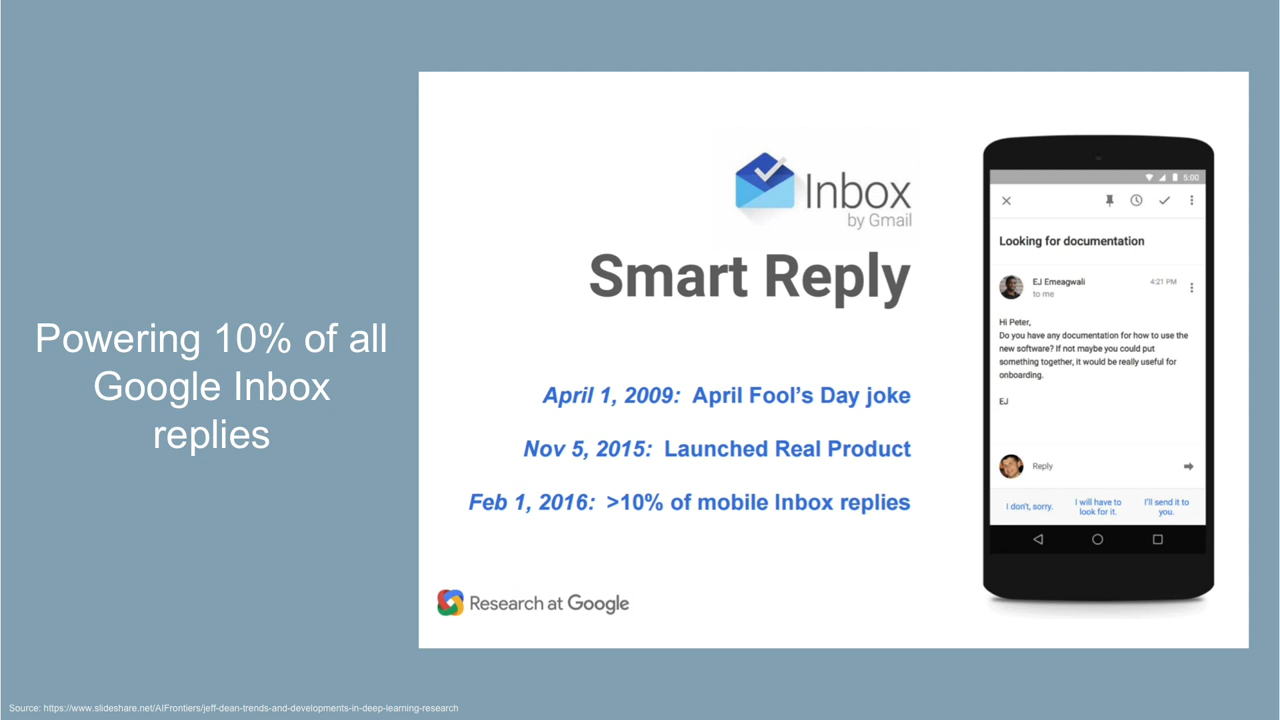 Powering 10% of all
Google Inbox
replies
Inbox
by Gmail
Smart Reply
April 1, 2009: April Fool's Day joke
Nov 5, 2015: Launched Real Product
Feb 1, 2016: >10% of mobile Inbox replies
Research at Google
5:00
Looking for documentation
EJ Emeagwali
4:21 PM
to me
Hi Peter,
Do you have any documentation for how to use the
new software? If not maybe you could put
something together, it would be really useful for
onboarding.
EJ
Reply
I don't, sorry.
I will have to
look for it.
I'll send it to
you.
Source: https://www.slideshare.net/AIFrontiers/jeff-dean-trends-and-developments-in-deep-learning-research